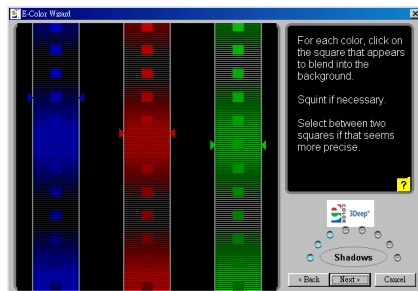 E-Color Wizard
For each color, click on
the square that appears
to blend into the
background.
Squint if necessary.
Select between two
squares if that seems
more precise.
?
3Deep®
Shadows
< Back
Next >
Cancel